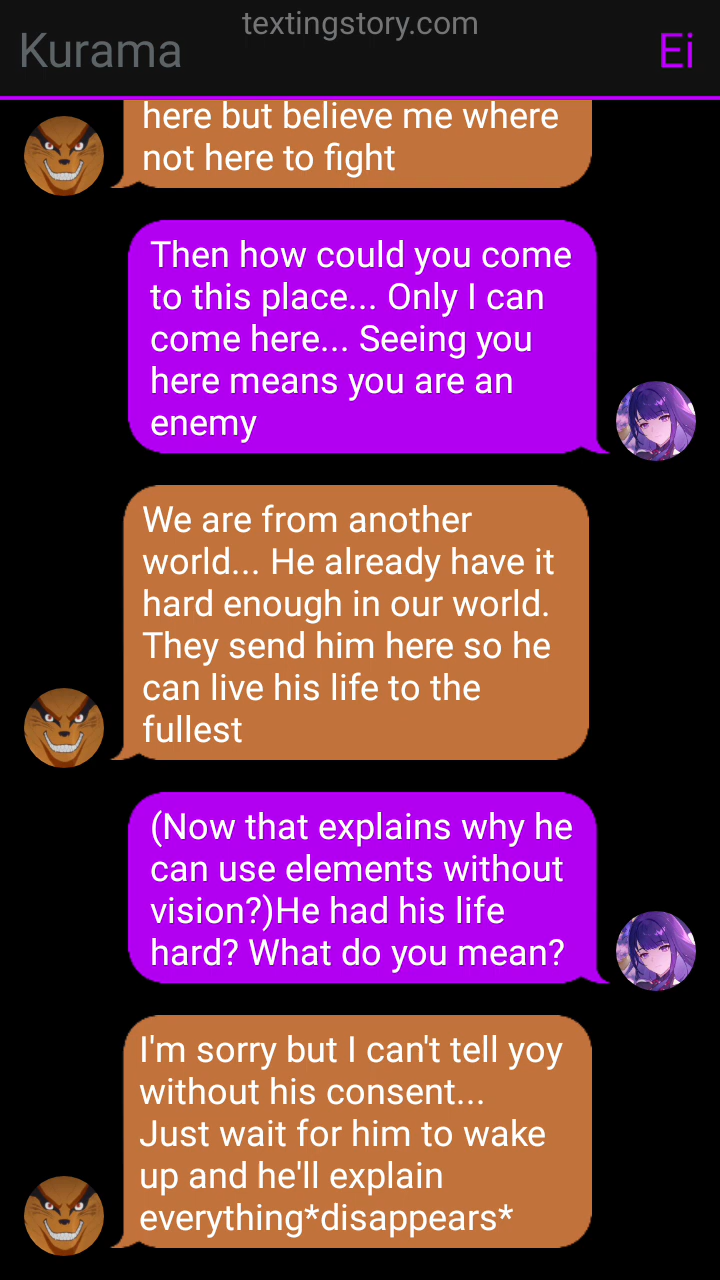 textingstory.com
Kurama
Ei
here but believe me where
not here to fight
Then how could you come
to this place... Only I can
come here... Seeing you
here means you are an
enemy
We are from another
world... He already have it
hard enough in our world.
They send him here so he
can live his life to the
fullest
(Now that explains why he
can use elements without
vision?)He had his life
hard? What do you mean?
I'm sorry but I can't tell yoy
without his consent...
Just wait for him to wake
up and he'll explain
everything*disappears*